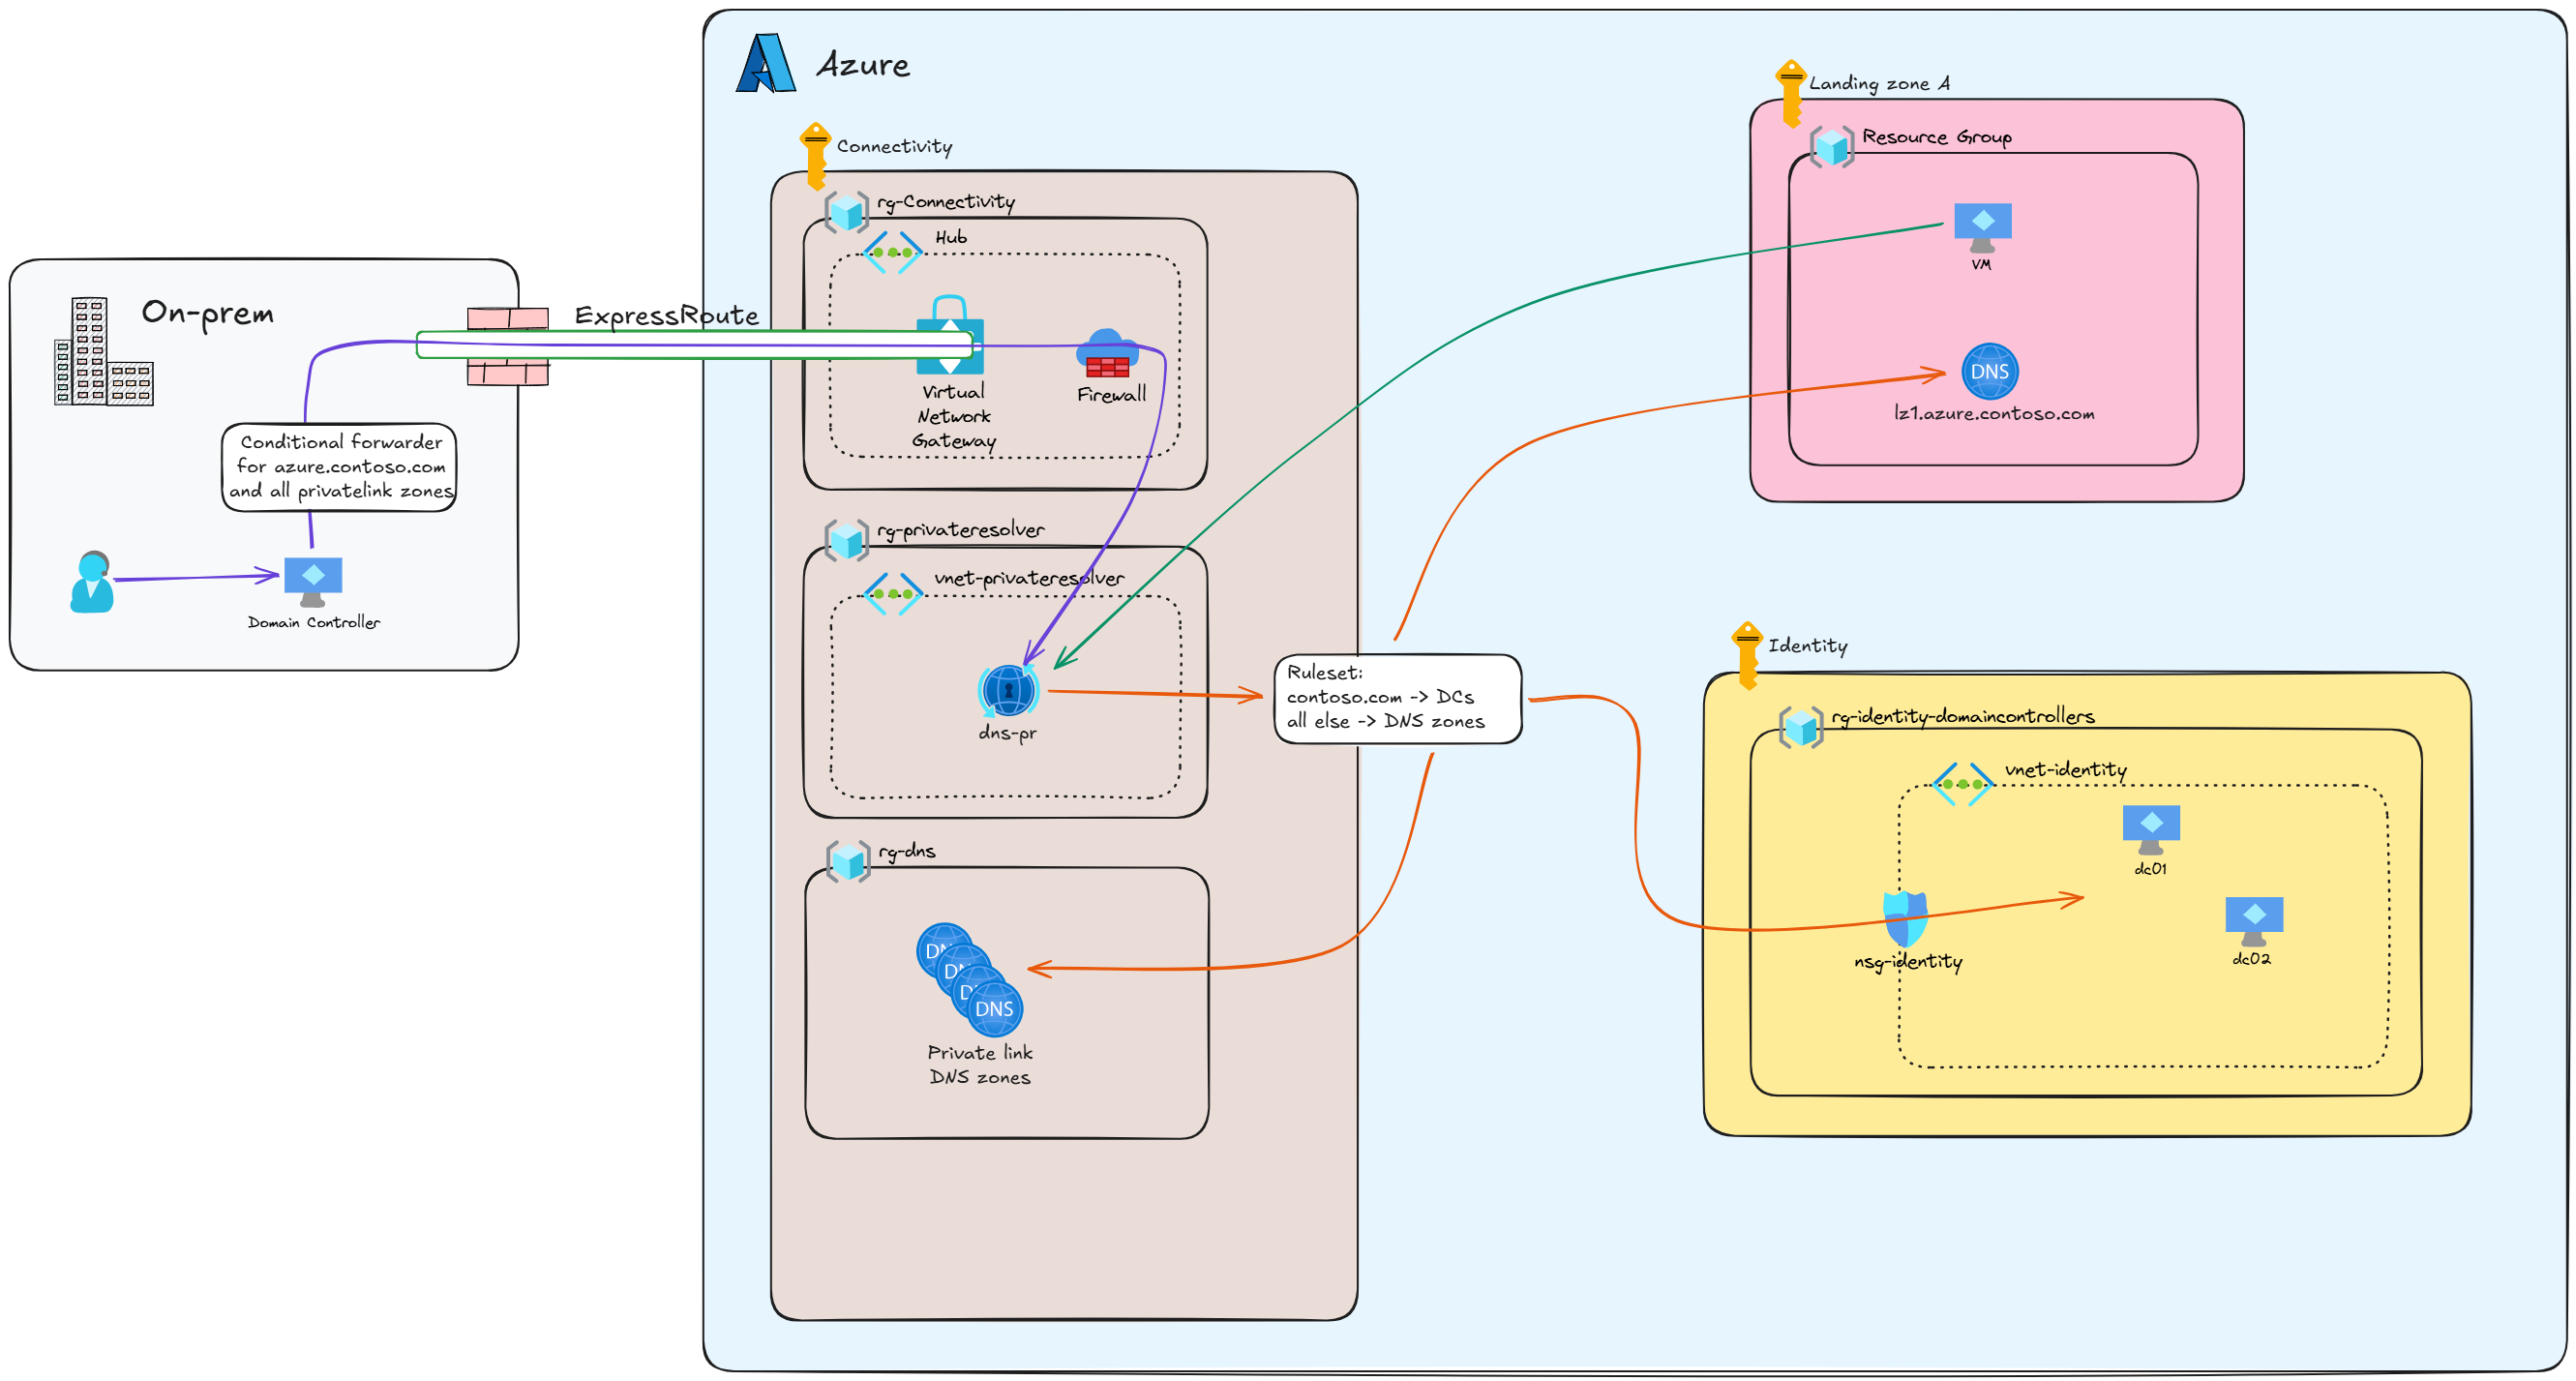 Azure
Landing zone A
Resource Group
VM
DNS
lz1.azure.contoso.com
Connectivity
rg-Connectivity
Hub
Virtual
Network
Gateway
Firewall
On-prem
ExpressRoute
Conditional forwarder
for azure.contoso.com
and all privatelink zones
Domain Controller
rg-privateresolver
vnet-privateresolver
dns-pr
Ruleset:
contoso.com -> DCs
all else -> DNS zones
rg-dns
DNS
Private link
DNS zones
Identity
rg-identity-domaincontrollers
vnet-identity
dc01
dc02
nsg-identity